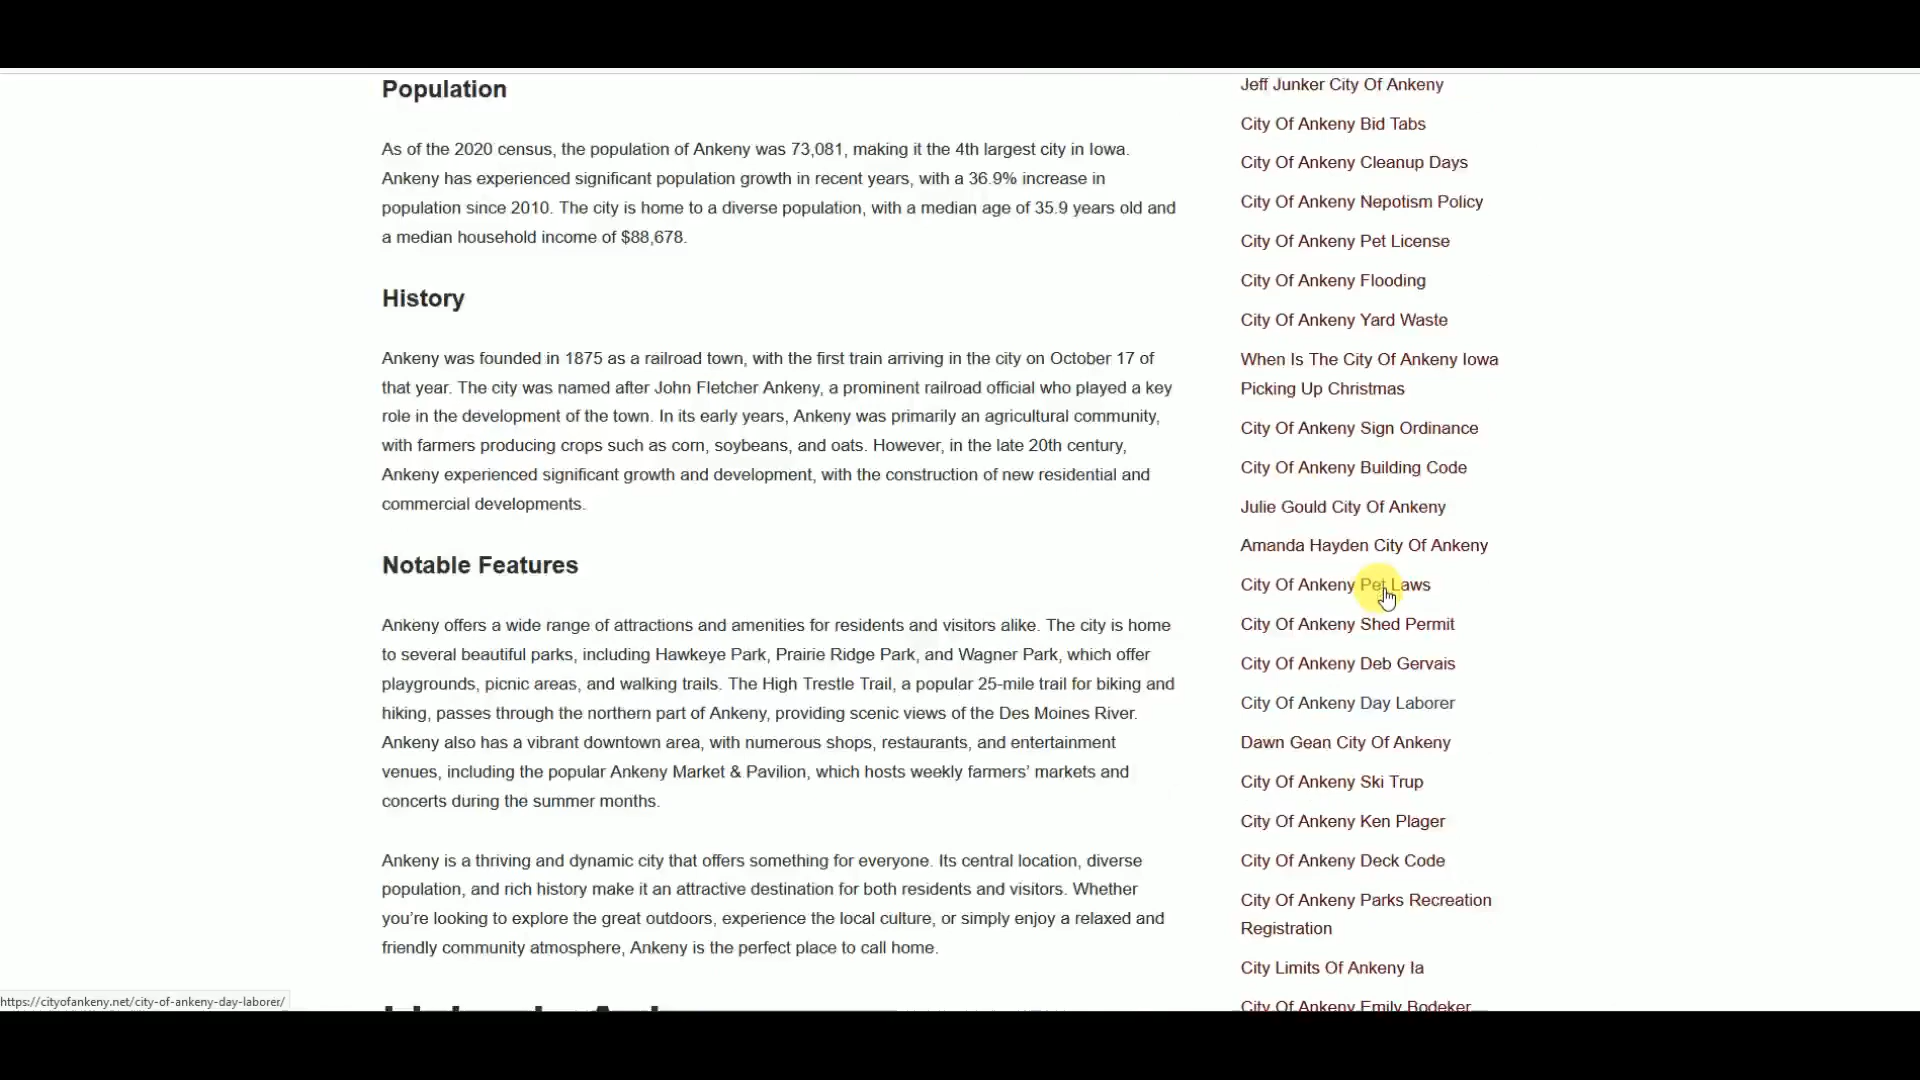 Population
As of the 2020 census, the population of Ankeny was 73,081, making it the 4th largest city in Iowa.
Ankeny has experienced significant population growth in recent years, with a 36.9% increase in
population since 2010. The city is home to a diverse population, with a median age of 35.9 years old and
a median household income of $88,678.
History
Ankeny was founded in 1875 as a railroad town, with the first train arriving in the city on October 17 of
that year. The city was named after John Fletcher Ankeny, a prominent railroad official who played a key
role in the development of the town. In its early years, Ankeny was primarily an agricultural community,
with farmers producing crops such as corn, soybeans, and oats. However, in the late 20th century,
Ankeny experienced significant growth and development, with the construction of new residential and
commercial developments.
Notable Features
Ankeny offers a wide range of attractions and amenities for residents and visitors alike. The city is home
to several beautiful parks, including Hawkeye Park, Prairie Ridge Park, and Wagner Park, which offer
playgrounds, picnic areas, and walking trails. The High Trestle Trail, a popular 25-mile trail for biking and
hiking, passes through the northern part of Ankeny, providing scenic views of the Des Moines River.
Ankeny also has a vibrant downtown area, with numerous shops, restaurants, and entertainment
venues, including the popular Ankeny Market & Pavilion, which hosts weekly farmers’ markets and
concerts during the summer months.
Ankeny is a thriving and dynamic city that offers something for everyone. Its central location, diverse
population, and rich history make it an attractive destination for both residents and visitors. Whether
you’re looking to explore the great outdoors, experience the local culture, or simply enjoy a relaxed and
friendly community atmosphere, Ankeny is the perfect place to call home.
Jeff Junker City Of Ankeny
City Of Ankeny Bid Tabs
City Of Ankeny Cleanup Days
City Of Ankeny Nepotism Policy
City Of Ankeny Pet License
City Of Ankeny Flooding
City Of Ankeny Yard Waste
When Is The City Of Ankeny Iowa
Picking Up Christmas
City Of Ankeny Sign Ordinance
City Of Ankeny Building Code
Julie Gould City Of Ankeny
Amanda Hayden City Of Ankeny
City Of Ankeny Pet Laws
City Of Ankeny Shed Permit
City Of Ankeny Deb Gervais
City Of Ankeny Day Laborer
Dawn Gean City Of Ankeny
City Of Ankeny Ski Trup
City Of Ankeny Ken Plager
City Of Ankeny Deck Code
City Of Ankeny Parks Recreation
Registration
City Limits Of Ankeny Ia
City Of Ankeny Emily Bodeker
https://cityofankeny.net/city-of-ankeny-day-laborer/